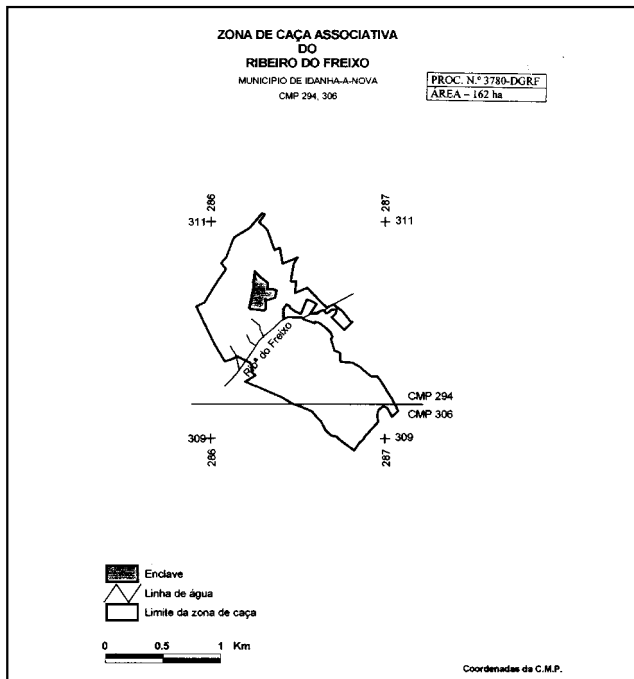 ZONA DE CAÇA ASSOCIATIVA
DO
RIBEIRO DO FREIXO
MUNICIPIO DE IDANHA-A-NOVA
CMP 294, 306
PROC. N.º 3780-DGRF
ÁREA – 162 ha
286
287
311
311
Ribª do Freixo
CMP 294
CMP 306
309
309
286
287
Enclave
Linha de água
Limite da zona de caça
0 0.5 1 Km
Coordenadas da C.M.P.